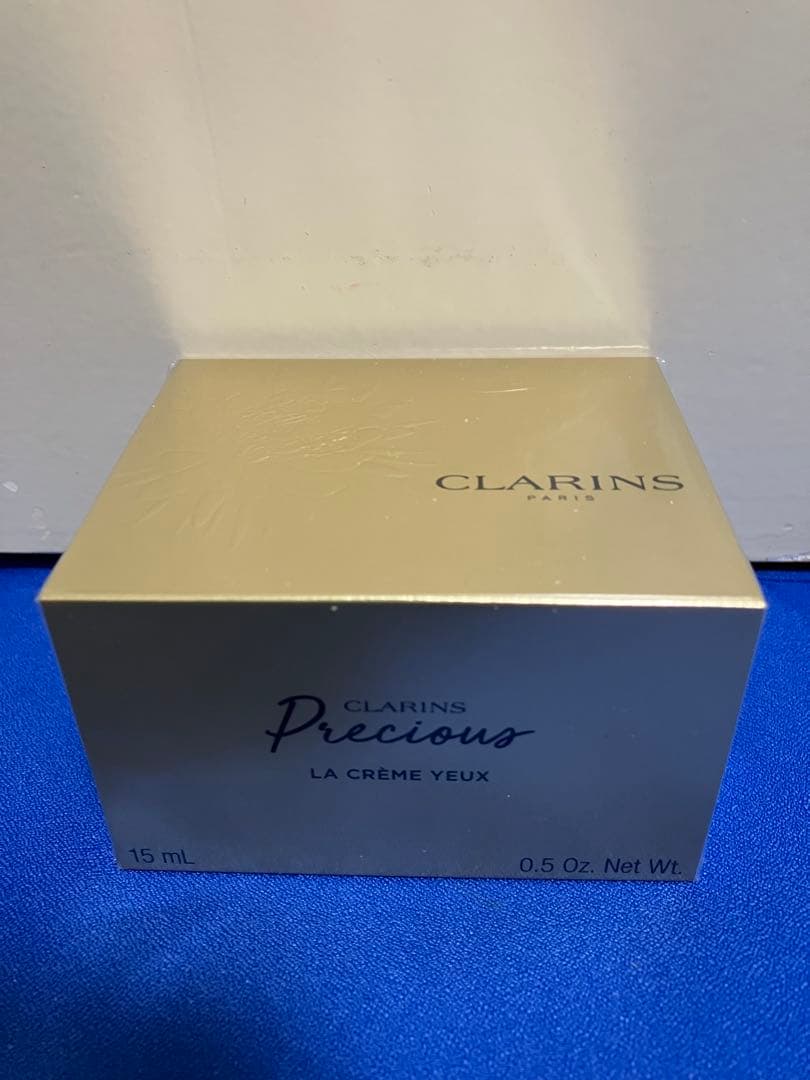 CLARINS
PARIS
CLARINS
Precious
LA CRÈME YEUX
15 mL
0.5 Oz. Net Wt.